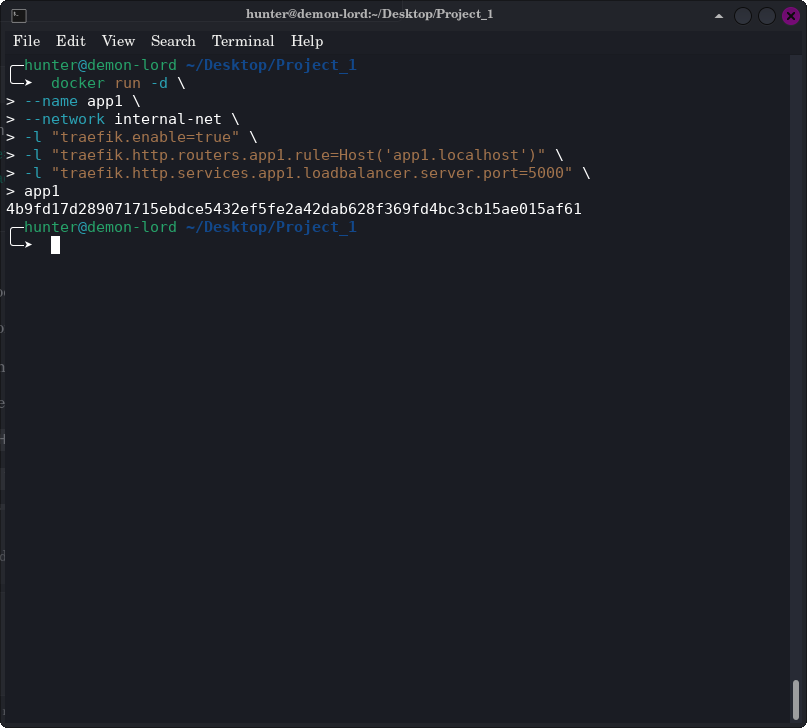 hunter@demon-lord:~/Desktop/Project_1
File Edit View Search Terminal Help
hunter@demon-lord ~/Desktop/Project_1
docker run -d \
> --name app1 \
> --network internal-net \
> -l "traefik.enable=true" \
> -l "traefik.http.routers.app1.rule=Host('app1.localhost')" \
> -l "traefik.http.services.app1.loadbalancer.server.port=5000" \
> app1
4b9fd17d289071715ebdce5432ef5fe2a42dab628f369fd4bc3cb15ae015af61
hunter@demon-lord ~/Desktop/Project_1